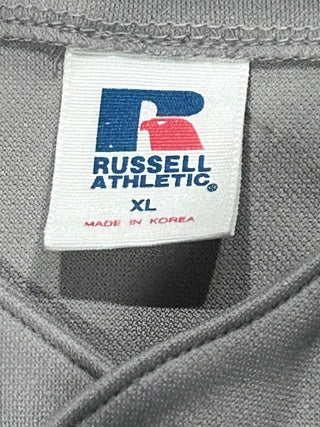 R
RUSSELL
ATHLETIC®
XL
MADE IN KOREA